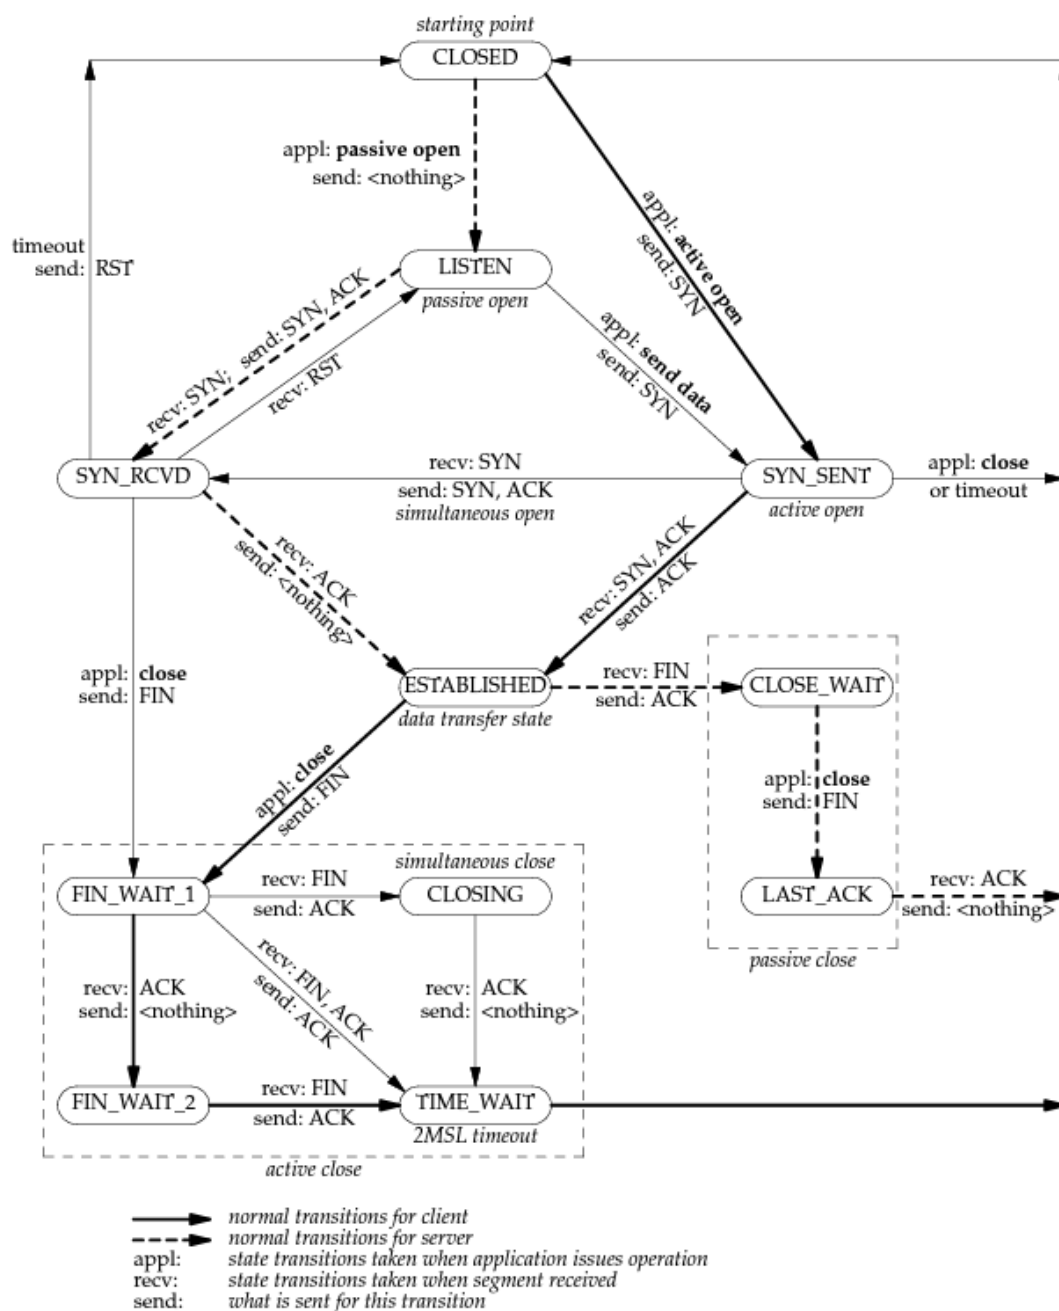 starting point
CLOSED
appl: passive open
send: <nothing>
appl: active open
send: SYN
timeout
send: RST
LISTEN
passive open
recv: SYN; send: SYN, ACK
recv: RST
appl: send data
send: SYN
SYN_RCVD
recv: SYN
send: SYN, ACK
simultaneous open
SYN_SENT
active open
appl: close
or timeout
recv: ACK
send: <nothing>
recv: SYN, ACK
send: ACK
appl: close
send: FIN
ESTABLISHED
data transfer state
recv: FIN
send: ACK
CLOSE_WAIT
appl: close
send: FIN
appl: close
send: FIN
simultaneous close
FIN_WAIT_1
recv: FIN
send: ACK
CLOSING
LAST_ACK
recv: ACK
send: <nothing>
passive close
recv: ACK
send: <nothing>
recv: FIN, ACK
send: ACK
recv: ACK
send: <nothing>
FIN_WAIT_2
recv: FIN
send: ACK
TIME_WAIT
2MSL timeout
active close
normal transitions for client
normal transitions for server
appl: state transitions taken when application issues operation
recv: state transitions taken when segment received
send: what is sent for this transition